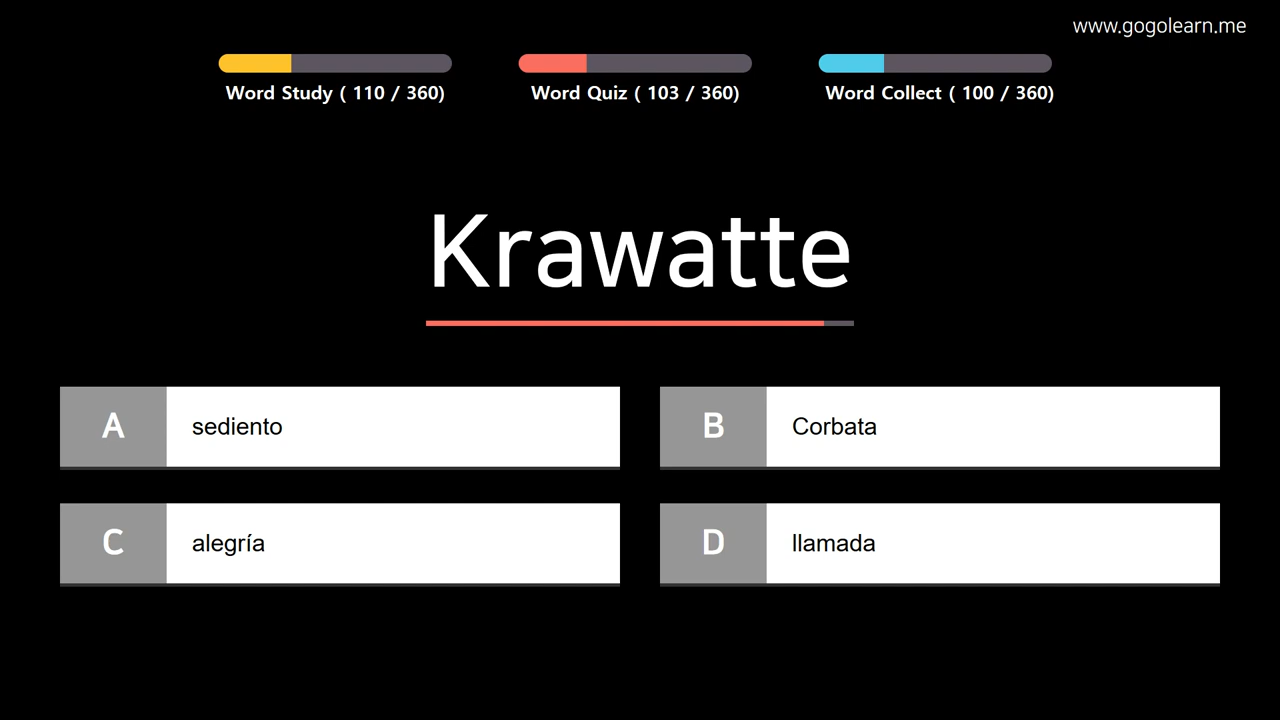 www.gogolearn.me
Word Study ( 110 / 360)
Word Quiz ( 103 / 360)
Word Collect ( 100 / 360)
Krawatte
A sediento
B Corbata
C alegría
D llamada